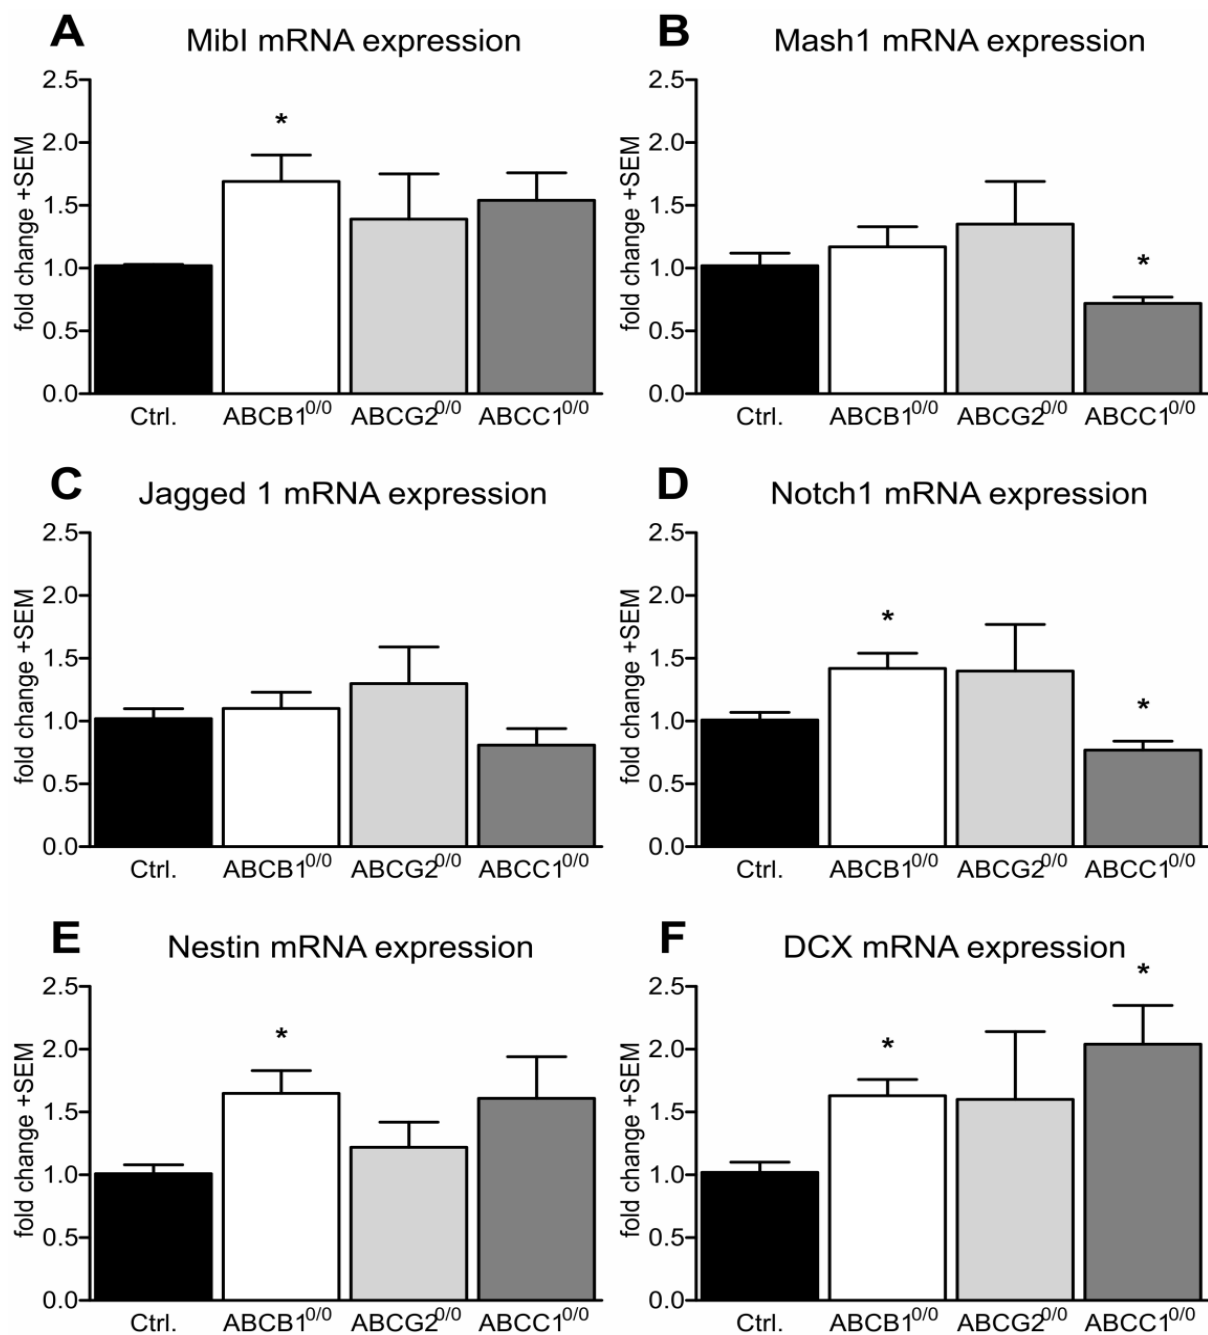 A
MibI mRNA expression
fold change +SEM
2.5
2.0
1.5
1.0
0.5
0.0
*
Ctrl. ABCB1^0/0 ABCG2^0/0 ABCC1^0/0
B
Mash1 mRNA expression
fold change +SEM
2.5
2.0
1.5
1.0
0.5
0.0
*
Ctrl. ABCB1^0/0 ABCG2^0/0 ABCC1^0/0
C
Jagged 1 mRNA expression
fold change +SEM
2.5
2.0
1.5
1.0
0.5
0.0
Ctrl. ABCB1^0/0 ABCG2^0/0 ABCC1^0/0
D
Notch1 mRNA expression
fold change +SEM
2.5
2.0
1.5
1.0
0.5
0.0
* *
Ctrl. ABCB1^0/0 ABCG2^0/0 ABCC1^0/0
E
Nestin mRNA expression
fold change +SEM
2.5
2.0
1.5
1.0
0.5
0.0
*
Ctrl. ABCB1^0/0 ABCG2^0/0 ABCC1^0/0
F
DCX mRNA expression
fold change +SEM
2.5
2.0
1.5
1.0
0.5
0.0
* *
Ctrl. ABCB1^0/0 ABCG2^0/0 ABCC1^0/0